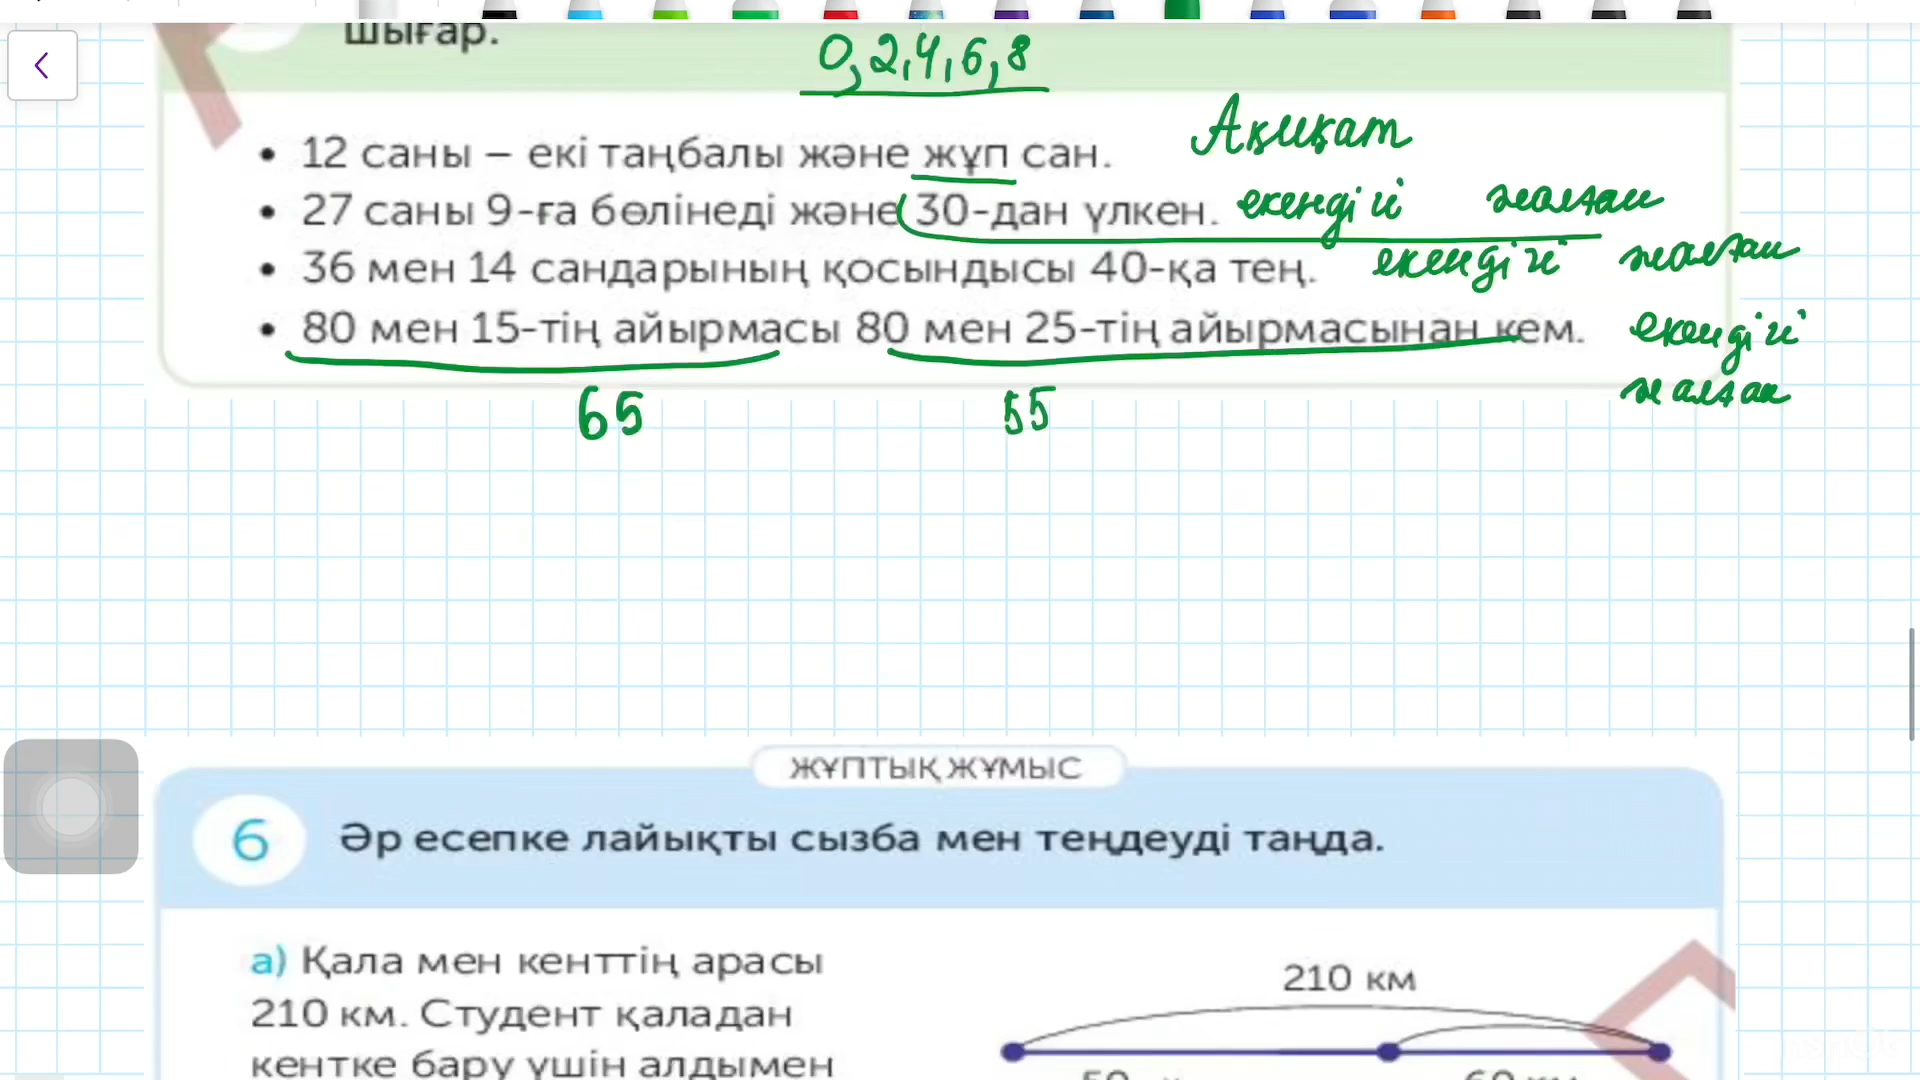 шығар.
0, 2, 4, 6, 8
• 12 саны – екі таңбалы және жұп сан. Ақиқат
• 27 саны 9-ға бөлінеді және 30-дан үлкен. екендігі жалған
• 36 мен 14 сандарының қосындысы 40-қа тең. екендігі жалған
• 80 мен 15-тің айырмасы 80 мен 25-тің айырмасынан кем. екендігі
жалған
65 55
ЖҰПТЫҚ ЖҰМЫС
6 Әр есепке лайықты сызба мен теңдеуді таңда.
а) Қала мен кенттің арасы
210 км. Студент қаладан
кентке бару үшін алдымен
210 км
60 км